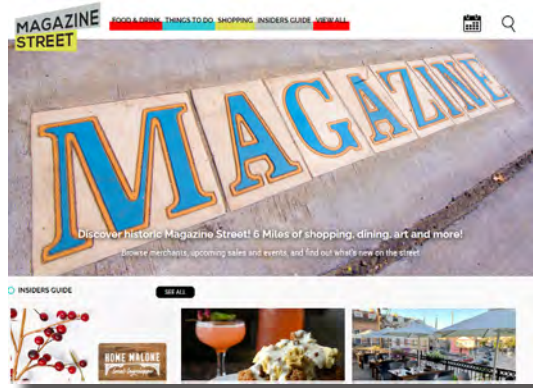 MAGAZINE
STREET
FOOD & DRINK THINGS TO DO SHOPPING INSIDERS GUIDE VIEW ALL
MAGAZINE
Discover historic Magazine Street! 6 Miles of shopping, dining, art and more!
Browse merchants, upcoming sales and events, and find out what's new on the street
INSIDERS GUIDE
SEE ALL
HOME MALONE